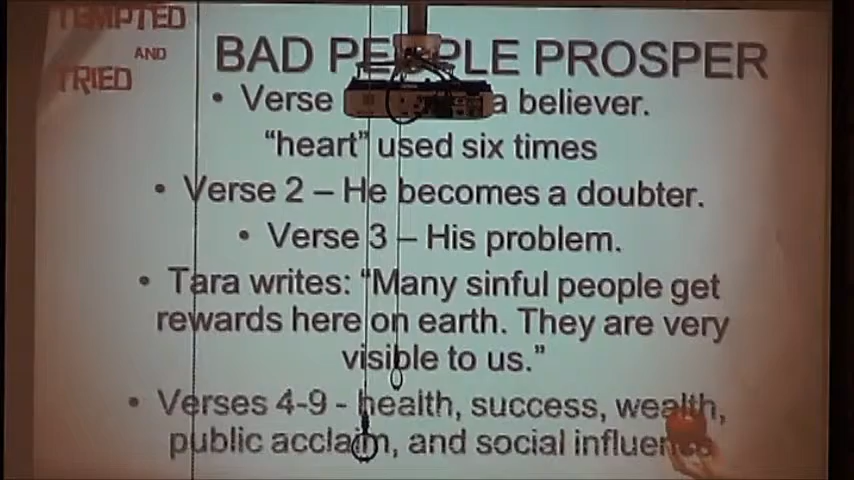 TEMPTED
AND
TRIED
BAD PEOPLE PROSPER
• Verse a believer.
"heart" used six times
• Verse 2 – He becomes a doubter.
• Verse 3 – His problem.
• Tara writes: "Many sinful people get
rewards here on earth. They are very
visible to us."
• Verses 4-9 - health, success, wealth,
public acclaim, and social influence